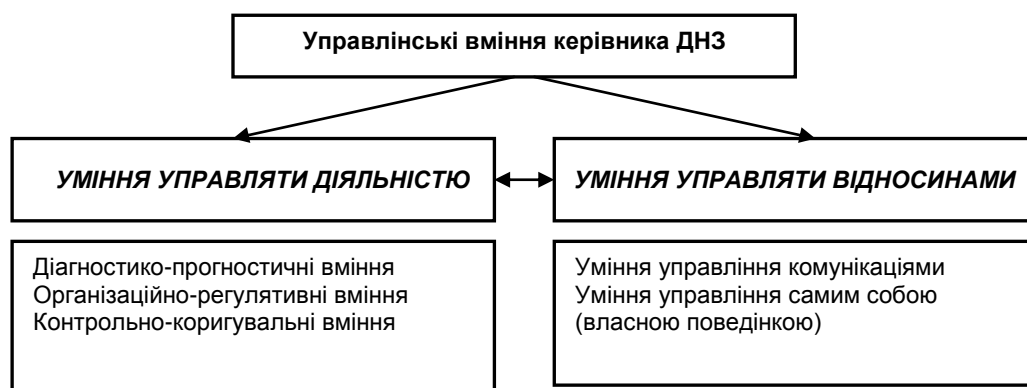 Управлінські вміння керівника ДНЗ
УМІННЯ УПРАВЛЯТИ ДІЯЛЬНІСТЮ
УМІННЯ УПРАВЛЯТИ ВІДНОСИНАМИ
Діагностико-прогностичні вміння
Організаційно-регулятивні вміння
Контрольно-коригувальні вміння
Уміння управління комунікаціями
Уміння управління самим собою
(власною поведінкою)